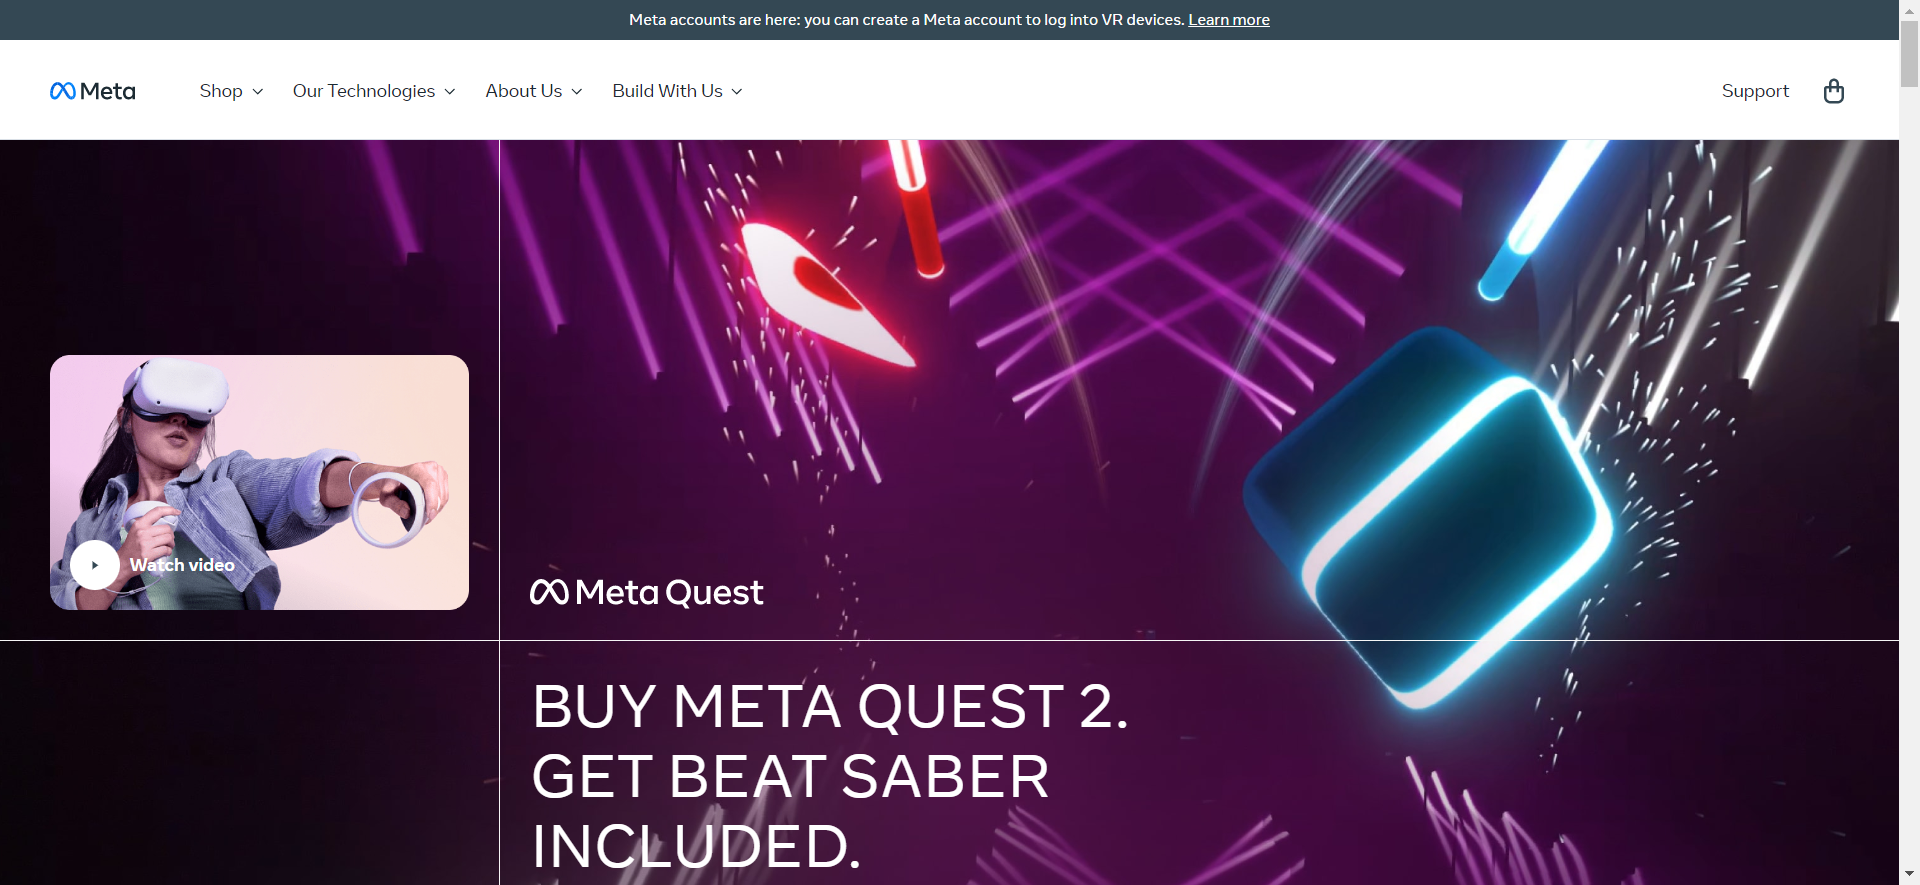 Meta accounts are here: you can create a Meta account to log into VR devices. Learn more
Meta
Shop
Our Technologies
About Us
Build With Us
Support
Watch video
Meta Quest
BUY META QUEST 2.
GET BEAT SABER
INCLUDED.